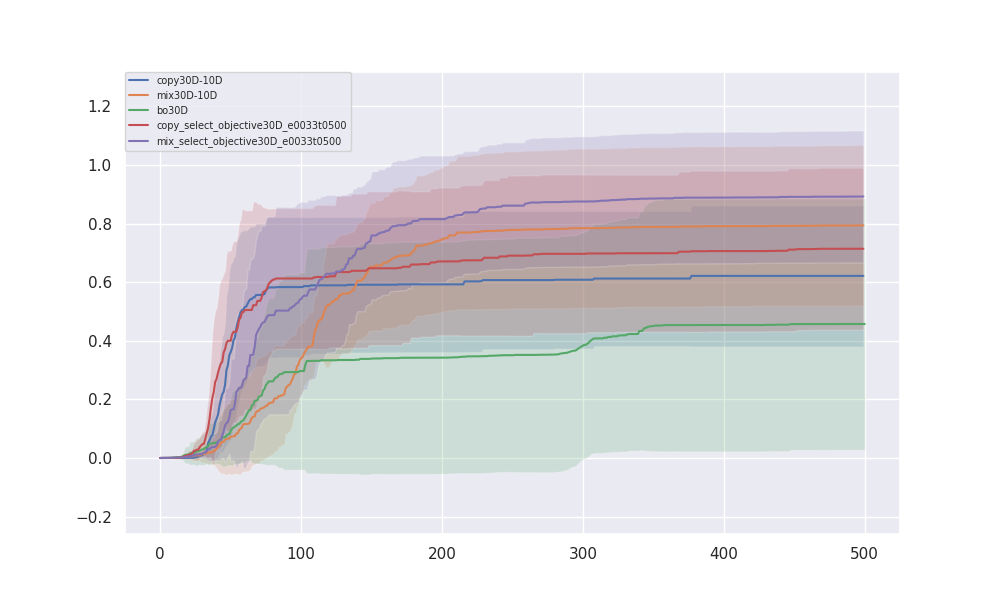 copy30D-10D
mix30D-10D
bo30D
copy_select_objective30D_e0033t0500
mix_select_objective30D_e0033t0500
1.2
1.0
0.8
0.6
0.4
0.2
0.0
−0.2
0 100 200 300 400 500